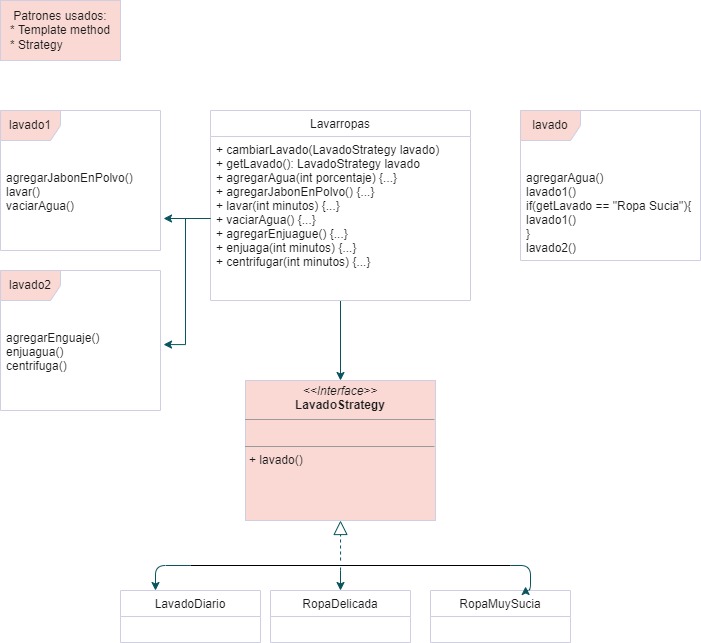 Patrones usados:
* Template method
* Strategy
lavado1
agregarJabonEnPolvo()
lavar()
vaciarAgua()
Lavarropas
+ cambiarLavado(LavadoStrategy lavado)
+ getLavado(): LavadoStrategy lavado
+ agregarAgua(int porcentaje) {...}
+ agregarJabonEnPolvo() {...}
+ lavar(int minutos) {...}
+ vaciarAgua() {...}
+ agregarEnjuague() {...}
+ enjuaga(int minutos) {...}
+ centrifugar(int minutos) {...}
lavado
agregarAgua()
lavado1()
if(getLavado == "Ropa Sucia"){
lavado1()
}
lavado2()
lavado2
agregarEnguaje()
enjuagua()
centrifuga()
<<Interface>>
LavadoStrategy
+ lavado()
LavadoDiario
RopaDelicada
RopaMuySucia